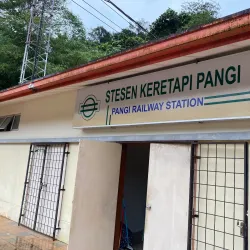 STESEN KERETAPI PANGI
PANGI RAILWAY STATION